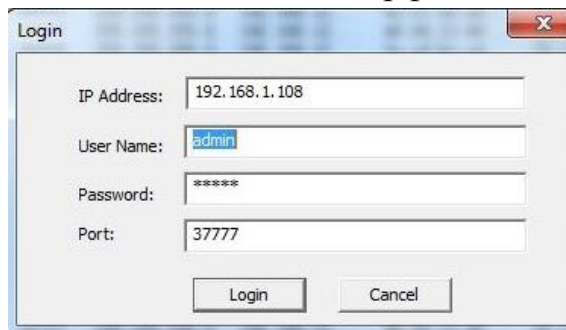 Login
IP Address: 192.168.1.108
User Name: admin
Password: *****
Port: 37777
Login Cancel